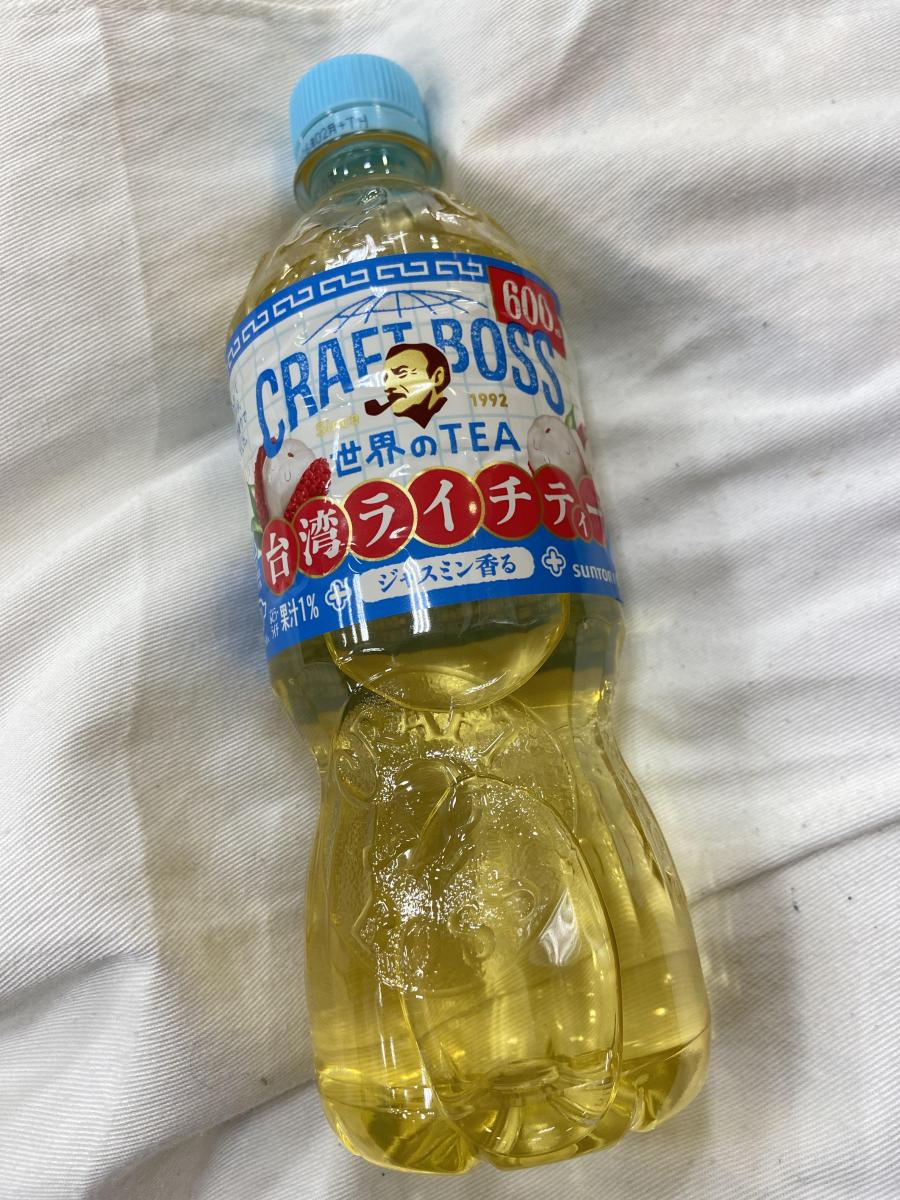 600
CRAFT BOSS
Since 1992
世界のTEA
台湾ライチティー
果汁1%
ジャスミン香る
SUNTORY